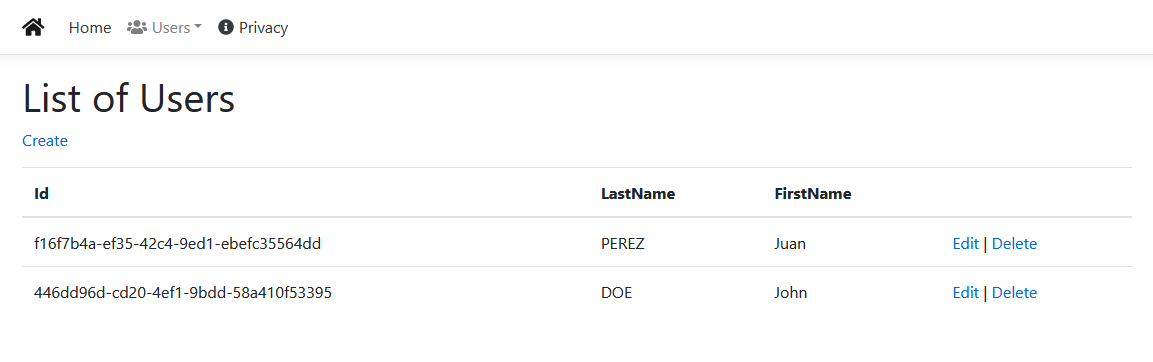 Home Users Privacy
List of Users
Create
Id LastName FirstName
f16f7b4a-ef35-42c4-9ed1-ebefc35564dd PEREZ Juan Edit | Delete
446dd96d-cd20-4ef1-9bdd-58a410f53395 DOE John Edit | Delete